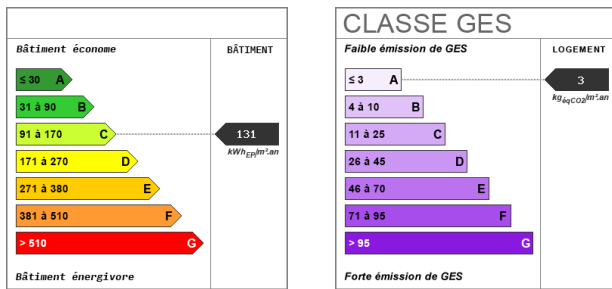 Bâtiment économe
BÂTIMENT
≤ 30 A
31 à 90 B
91 à 170 C
131
kWhEP/m².an
171 à 270 D
271 à 380 E
381 à 510 F
> 510 G
Bâtiment énergivore
CLASSE GES
Faible émission de GES
LOGEMENT
≤ 3 A
3
kgéqCO2/m².an
4 à 10 B
11 à 25 C
26 à 45 D
46 à 70 E
71 à 95 F
> 95 G
Forte émission de GES